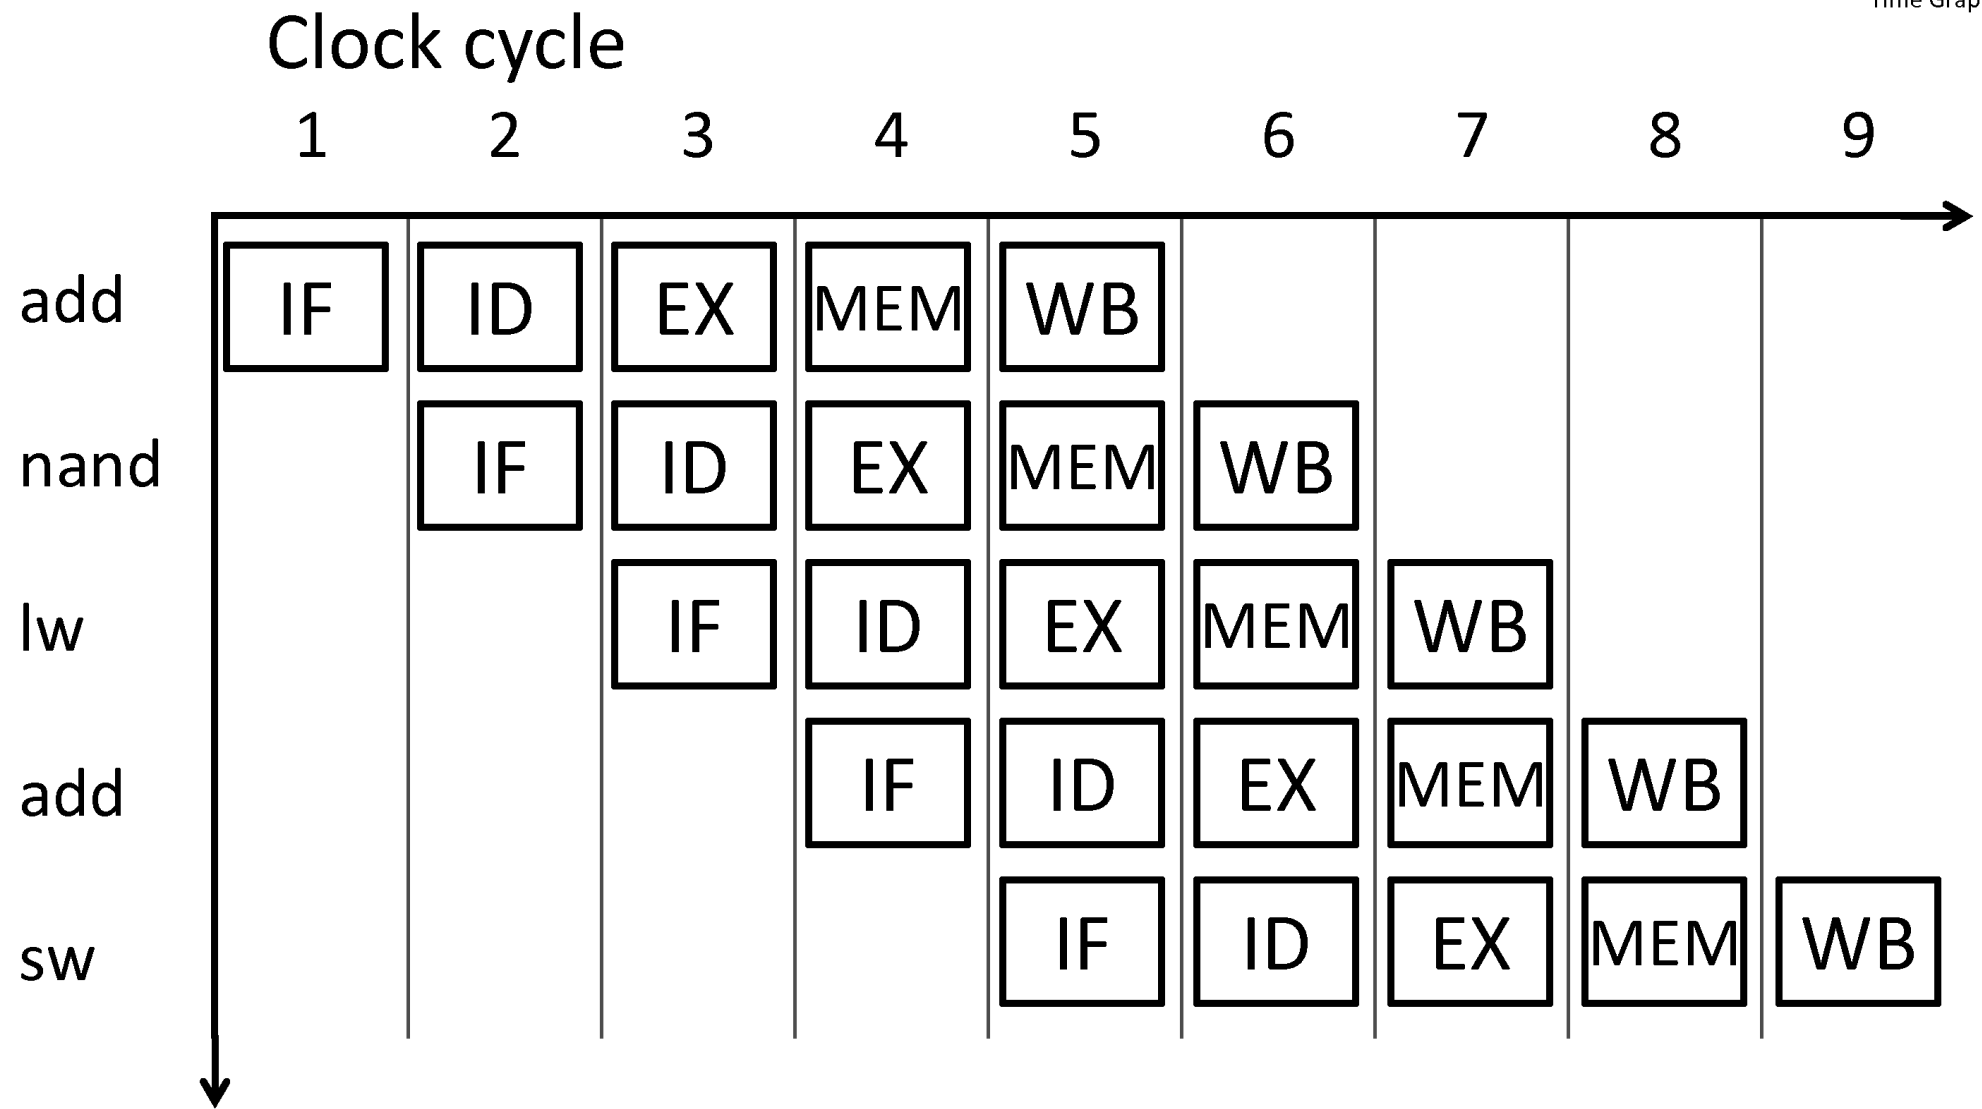 Time Grap
Clock cycle
1 2 3 4 5 6 7 8 9
add IF ID EX MEM WB
nand IF ID EX MEM WB
lw IF ID EX MEM WB
add IF ID EX MEM WB
sw IF ID EX MEM WB